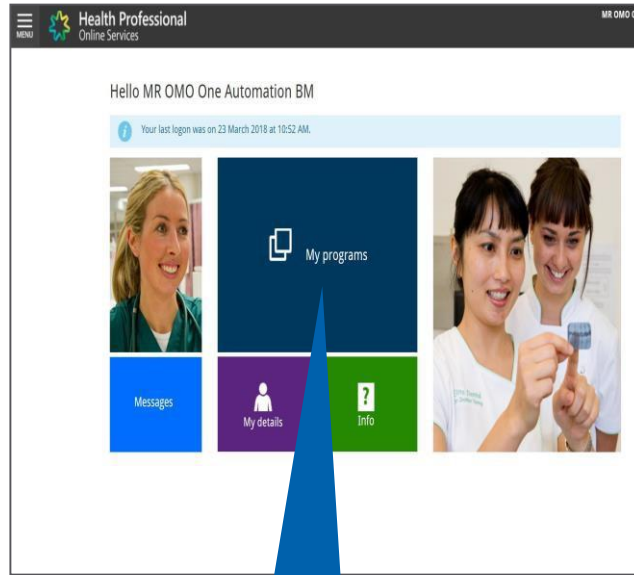 MENU
Health Professional
Online Services
MR OMO
Hello MR OMO One Automation BM
Your last logon was on 23 March 2018 at 10:52 AM.
My programs
Messages
My details
Info